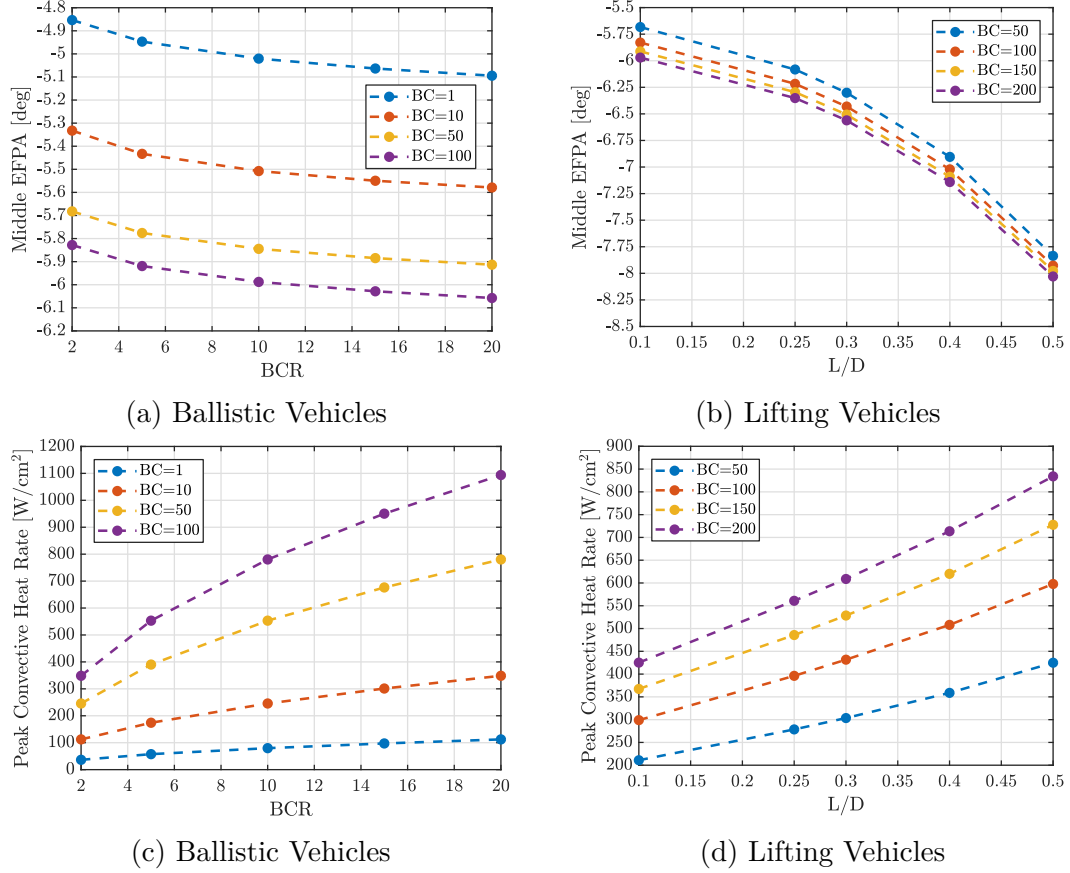 -4.8
-4.9
-5
-5.1
-5.2
-5.3
-5.4
-5.5
-5.6
-5.7
-5.8
-5.9
-6
-6.1
-6.2
Middle EFPA [deg]
BC=1
BC=10
BC=50
BC=100
2 4 6 8 10 12 14 16 18 20
BCR
(a) Ballistic Vehicles
-5.5
-5.75
-6
-6.25
-6.5
-6.75
-7
-7.25
-7.5
-7.75
-8
-8.25
-8.5
Middle EFPA [deg]
BC=50
BC=100
BC=150
BC=200
0.1 0.15 0.2 0.25 0.3 0.35 0.4 0.45 0.5
L/D
(b) Lifting Vehicles
1200
1100
1000
900
800
700
600
500
400
300
200
100
0
Peak Convective Heat Rate [W/cm²]
BC=1
BC=10
BC=50
BC=100
2 4 6 8 10 12 14 16 18 20
BCR
(c) Ballistic Vehicles
900
850
800
750
700
650
600
550
500
450
400
350
300
250
200
Peak Convective Heat Rate [W/cm²]
BC=50
BC=100
BC=150
BC=200
0.1 0.15 0.2 0.25 0.3 0.35 0.4 0.45 0.5
L/D
(d) Lifting Vehicles